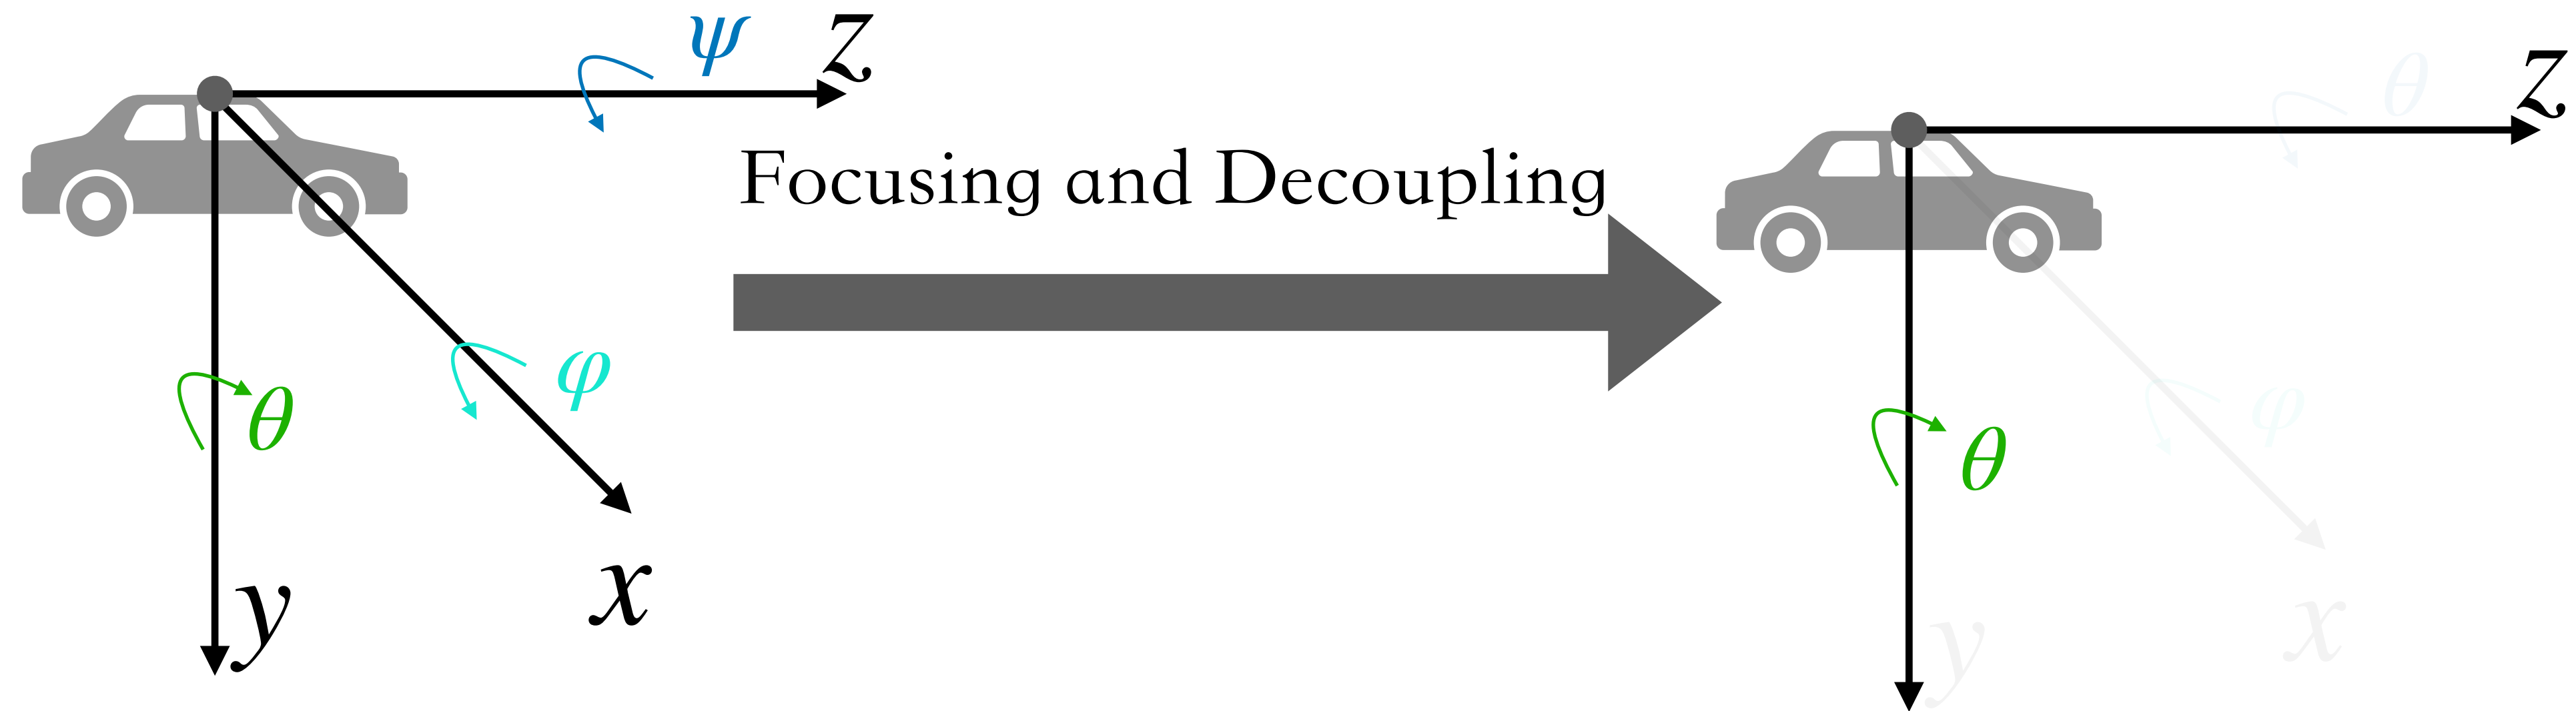 ψ
z
Focusing and Decoupling
θ
φ
y
x
θ
z
φ
θ
y
x